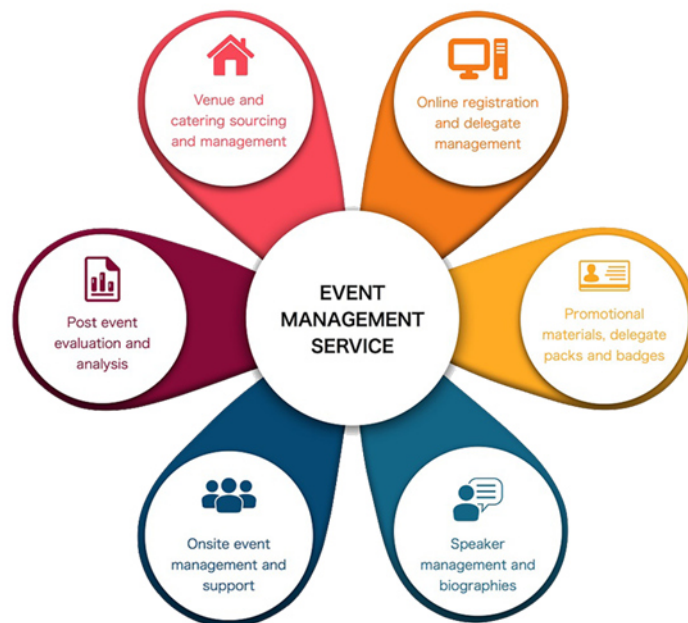 Venue and
catering sourcing
and management
Online registration
and delegate
management
Post event
evaluation and
analysis
EVENT
MANAGEMENT
SERVICE
Promotional
materials, delegate
packs and badges
Onsite event
management and
support
Speaker
management and
biographies